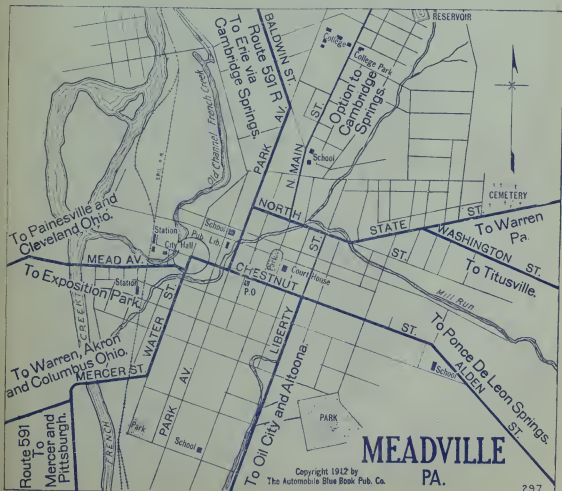 RESERVOIR
BALDWIN ST.
Route 591 R
To Erie via
Cambridge Springs.
College
College Park
Option to
Cambridge
Springs.
Old Channel French Creek
PARK AV.
N. MAIN ST.
School
CEMETERY
NORTH ST.
STATE ST.
To Warren
Pa.
WASHINGTON ST.
To Titusville.
To Painesville and
Cleveland Ohio.
Station
City Hall
School
Pub. Lib.
MEAD AV.
To Exposition Park.
Station
CHESTNUT ST.
Court House
P.O
Mill Run
To Ponce De Leon Springs.
ALDEN ST.
School
WATER ST.
LIBERTY
To Warren, Akron
and Columbus Ohio.
MERCER ST.
FRENCH CREEK
PARK AV.
Park
School
To Oil City and Altoona.
PARK
Route 591
To
Mercer and
Pittsburgh.
MEADVILLE
PA.
Copyright 1912 by
The Automobile Blue Book Pub. Co.
297